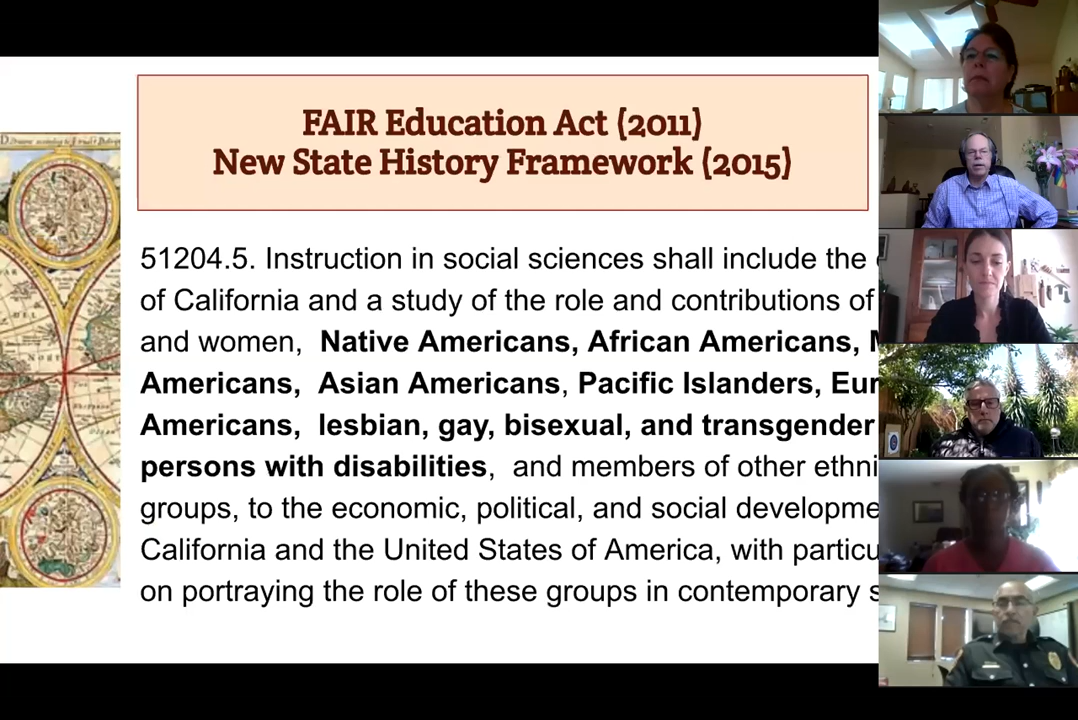 FAIR Education Act (2011)
New State History Framework (2015)
51204.5. Instruction in social sciences shall include the
of California and a study of the role and contributions of
and women, Native Americans, African Americans,
Americans, Asian Americans, Pacific Islanders, Eur
Americans, lesbian, gay, bisexual, and transgender
persons with disabilities, and members of other ethni
groups, to the economic, political, and social developme
California and the United States of America, with particu
on portraying the role of these groups in contemporary s